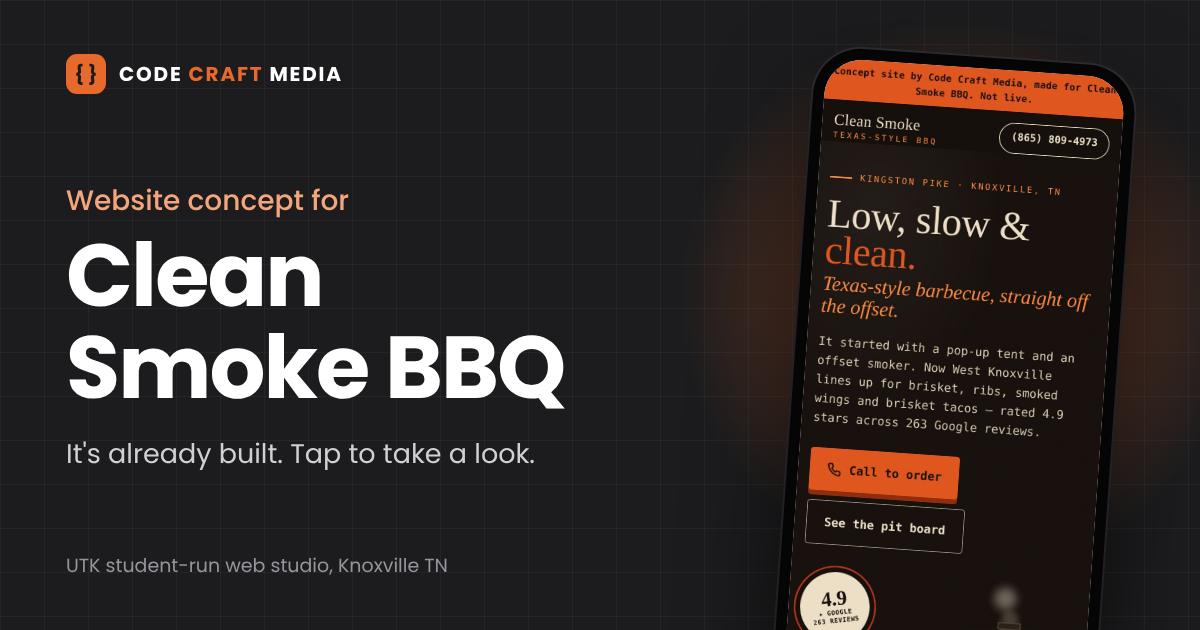 { } CODE CRAFT MEDIA
Website concept for
Clean
Smoke BBQ
It's already built. Tap to take a look.
UTK student-run web studio, Knoxville TN
Concept site by Code Craft Media, made for Clean
Smoke BBQ. Not live.
Clean Smoke
TEXAS-STYLE BBQ
(865) 809-4973
KINGSTON PIKE · KNOXVILLE, TN
Low, slow &
clean.
Texas-style barbecue, straight off
the offset.
It started with a pop-up tent and an
offset smoker. Now West Knoxville
lines up for brisket, ribs, smoked
wings and brisket tacos — rated 4.9
stars across 263 Google reviews.
Call to order
See the pit board
4.9
★ GOOGLE
263 REVIEWS